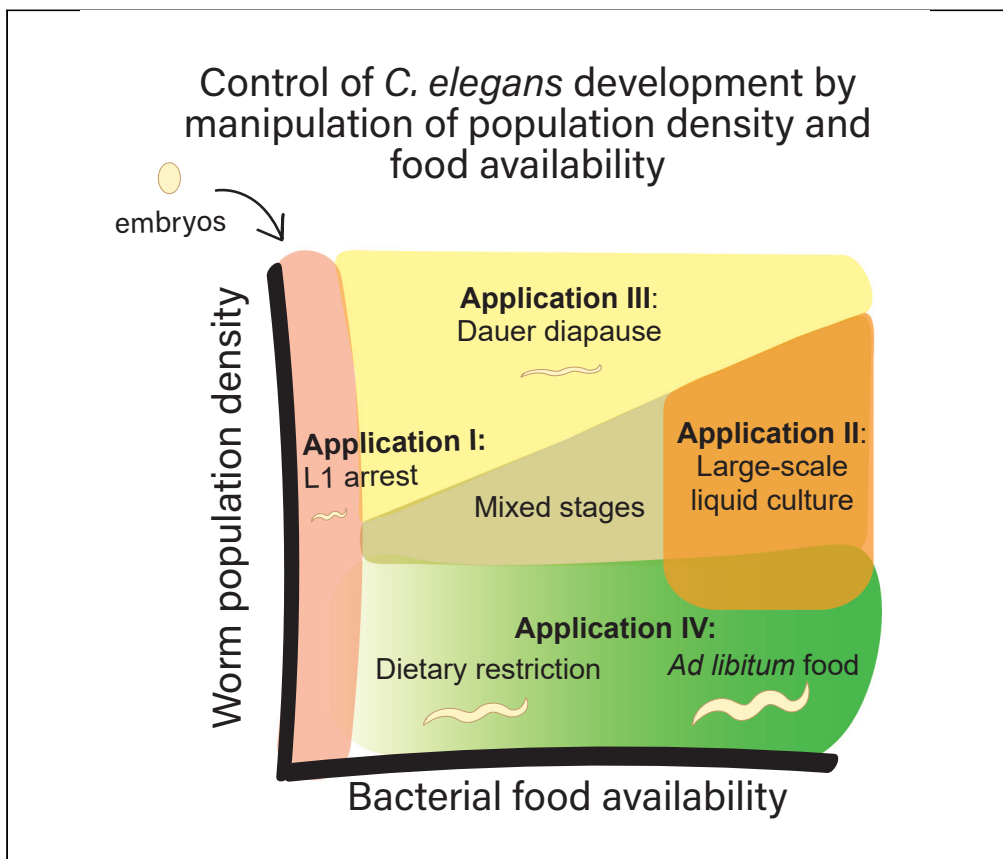 Control of C. elegans development by
manipulation of population density and
food availability
embryos
Worm population density
Application III:
Dauer diapause
Application I:
L1 arrest
Application II:
Large-scale
liquid culture
Mixed stages
Application IV:
Dietary restriction
Ad libitum food
Bacterial food availability